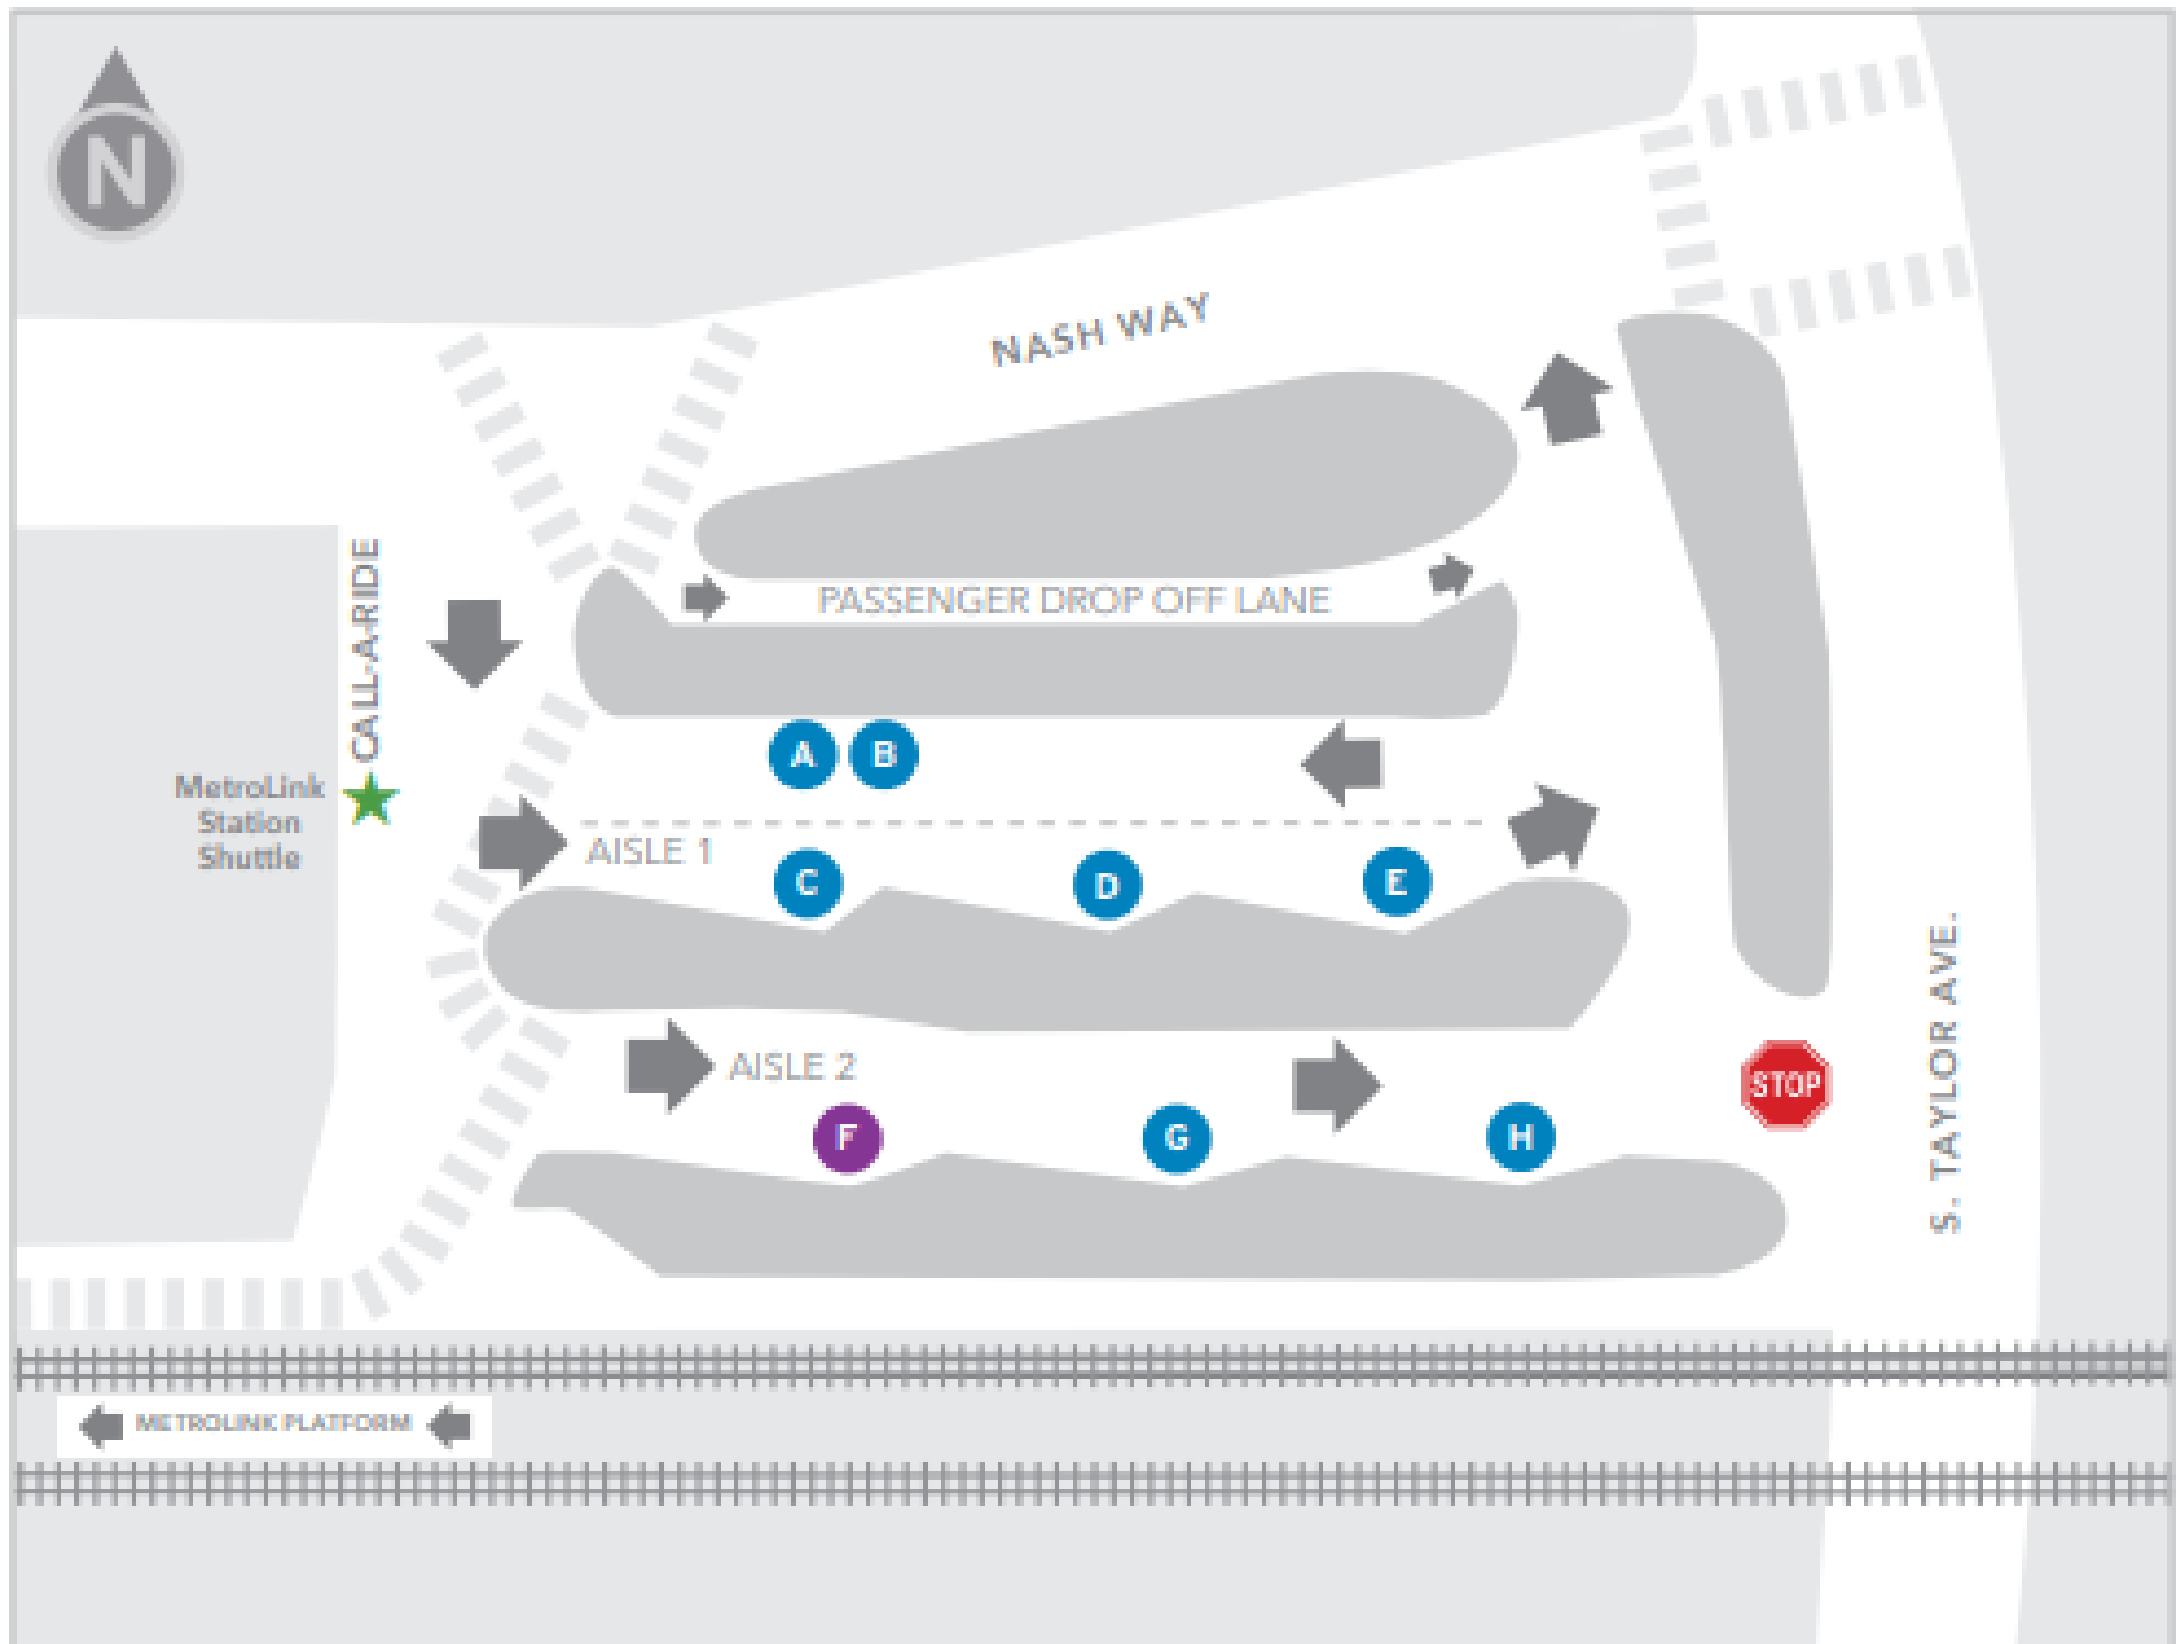 N
NASH WAY
CALL-A-RIDE
PASSENGER DROP OFF LANE
A B
MetroLink
Station
Shuttle
AISLE 1
C D E
S. TAYLOR AVE.
AISLE 2
STOP
F G H
METROLINK PLATFORM